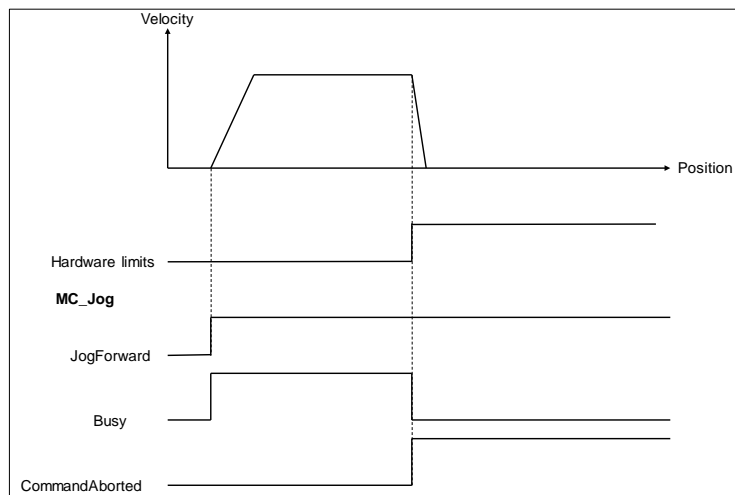 Velocity
Position
Hardware limits
MC_Jog
JogForward
Busy
CommandAborted